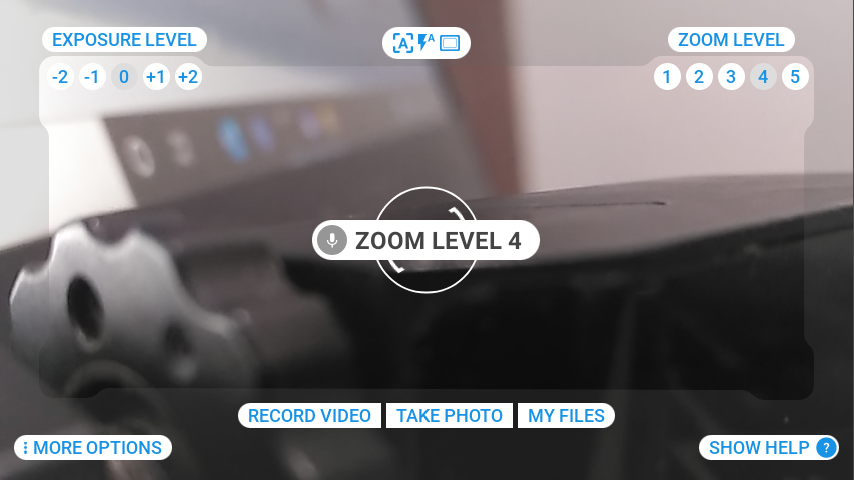 EXPOSURE LEVEL
A A
ZOOM LEVEL
-2 -1 0 +1 +2
1 2 3 4 5
ZOOM LEVEL 4
RECORD VIDEO TAKE PHOTO MY FILES
MORE OPTIONS
SHOW HELP ?